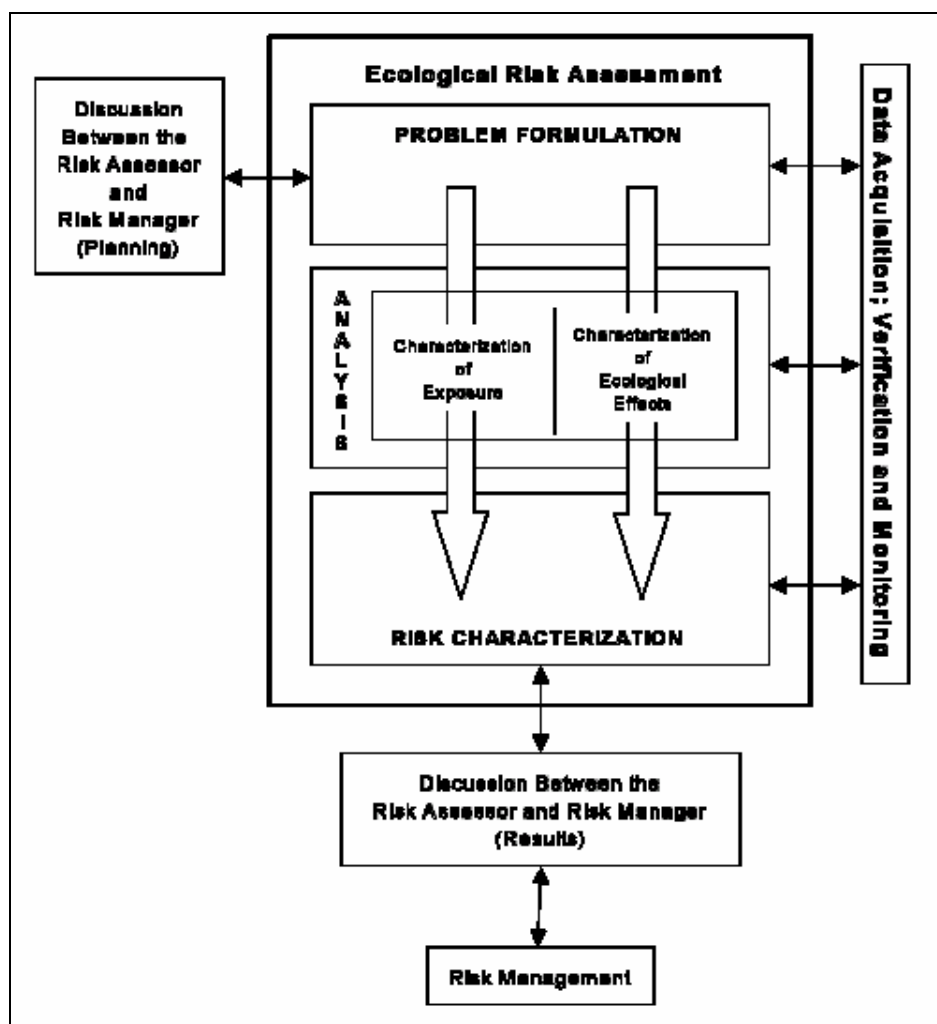 Ecological Risk Assessment
Discussion
Between the
Risk Assessor
and
Risk Manager
(Planning)
PROBLEM FORMULATION
ANALYSIS
Characterization
of
Exposure
Characterization
of
Ecological
Effects
RISK CHARACTERIZATION
Data Acquisition; Verification and Monitoring
Discussion Between the
Risk Assessor and Risk Manager
(Results)
Risk Management